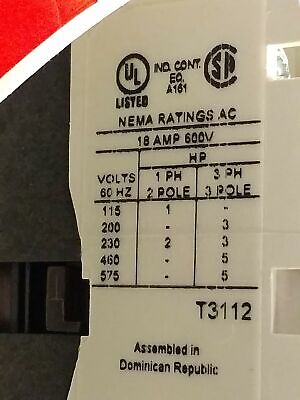 UL
LISTED
IND. CONT.
EQ.
A161
NEMA RATINGS AC
18 AMP 600V
HP
VOLTS 1 PH 3 PH
60 HZ 2 POLE 3 POLE
115 1 -
200 - 3
230 2 3
460 - 5
575 - 5
T3112
Assembled in
Dominican Republic